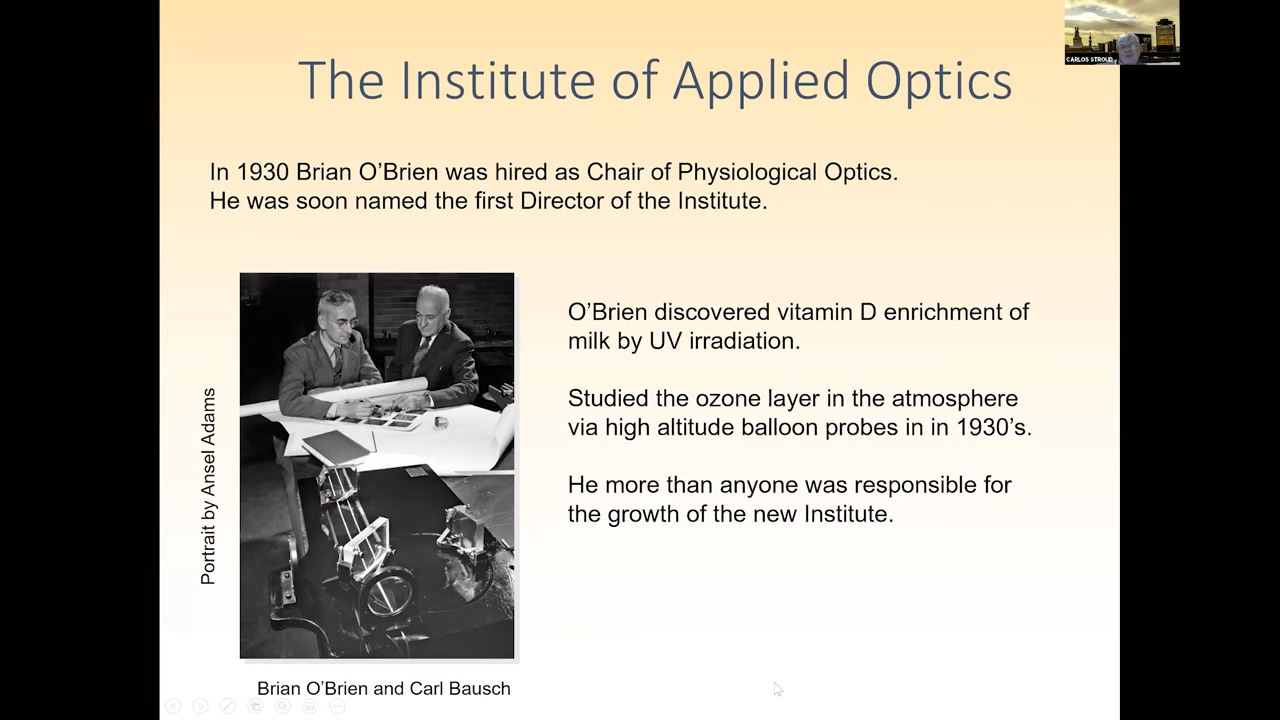 CARLOS STROUD
The Institute of Applied Optics
In 1930 Brian O’Brien was hired as Chair of Physiological Optics.
He was soon named the first Director of the Institute.
O’Brien discovered vitamin D enrichment of
milk by UV irradiation.
Studied the ozone layer in the atmosphere
via high altitude balloon probes in in 1930’s.
He more than anyone was responsible for
the growth of the new Institute.
Portrait by Ansel Adams
Brian O’Brien and Carl Bausch